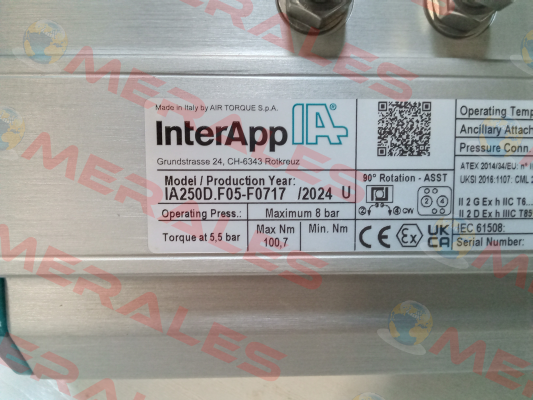 Made in Italy by AIR TORQUE S.p.A.
InterApp IA
Grundstrasse 24, CH-6343 Rotkreuz
Model / Production Year:
IA250D.F05-F0717 /2024 U
Operating Press.: Maximum 8 bar
Torque at 5,5 bar Max Nm 100,7 Min. Nm
90° Rotation - ASST
2 4 CW
2 4
CE Ex UK CA
Operating Temp
Ancillary Attach
Pressure Conn.
ATEX 2014/34/EU: n°
UKSI 2016.1107: CML
II 2 G Ex h IIC T6...
II 2 D Ex h IIIC T85
IEC 61508:
Serial Number:
MERALES
MERALES
MERALES
MERALES